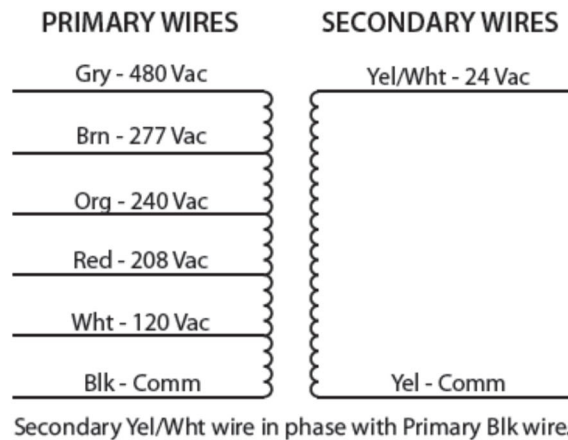 PRIMARY WIRES
SECONDARY WIRES
Gry - 480 Vac
Yel/Wht - 24 Vac
Brn - 277 Vac
Org - 240 Vac
Red - 208 Vac
Wht - 120 Vac
Blk - Comm
Yel - Comm
Secondary Yel/Wht wire in phase with Primary Blk wire.